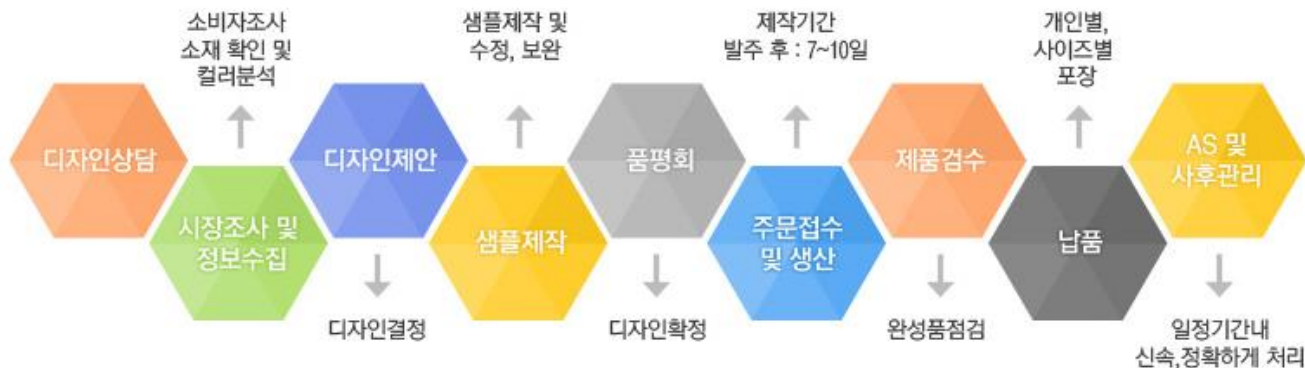 소비자조사
소재 확인 및
컬러분석
샘플제작 및
수정, 보완
제작기간
발주 후 : 7~10일
개인별,
사이즈별
포장
디자인상담
시장조사 및
정보수집
디자인제안
샘플제작
품평회
주문접수
및 생산
제품검수
납품
AS 및
사후관리
디자인결정
디자인확정
완성품점검
일정기간내
신속,정확하게 처리